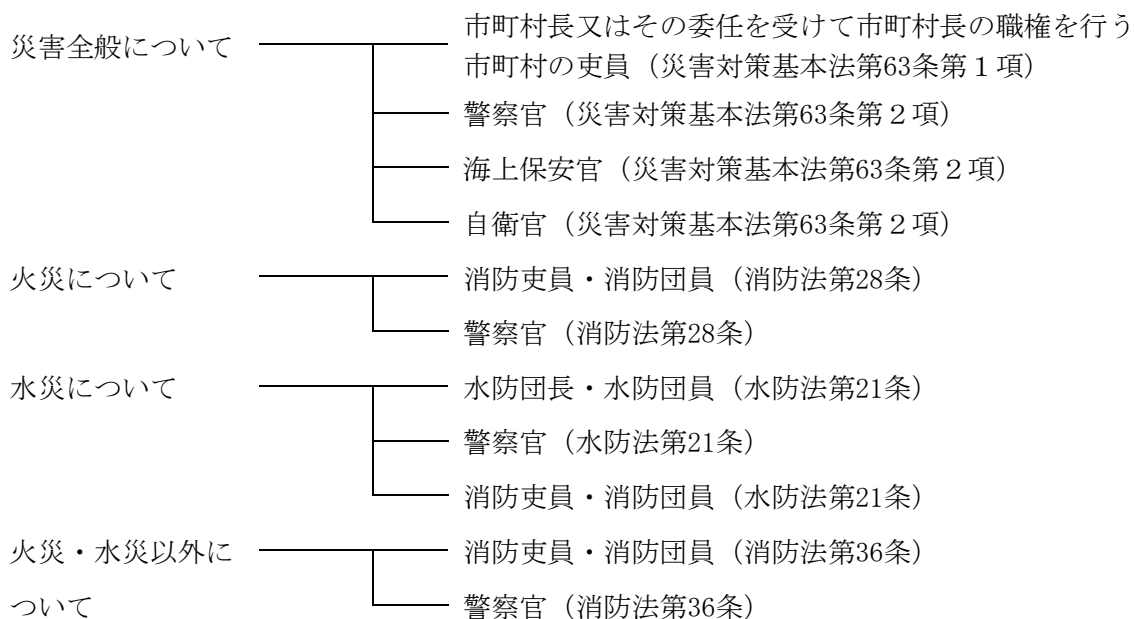 災害全般について
市町村長又はその委任を受けて市町村長の職権を行う
市町村の吏員(災害対策基本法第63条第1項)
警察官(災害対策基本法第63条第2項)
海上保安官(災害対策基本法第63条第2項)
自衛官(災害対策基本法第63条第2項)
火災について
消防吏員・消防団員(消防法第28条)
警察官(消防法第28条)
水災について
水防団長・水防団員(水防法第21条)
警察官(水防法第21条)
消防吏員・消防団員(水防法第21条)
火災・水災以外に
ついて
消防吏員・消防団員(消防法第36条)
警察官(消防法第36条)